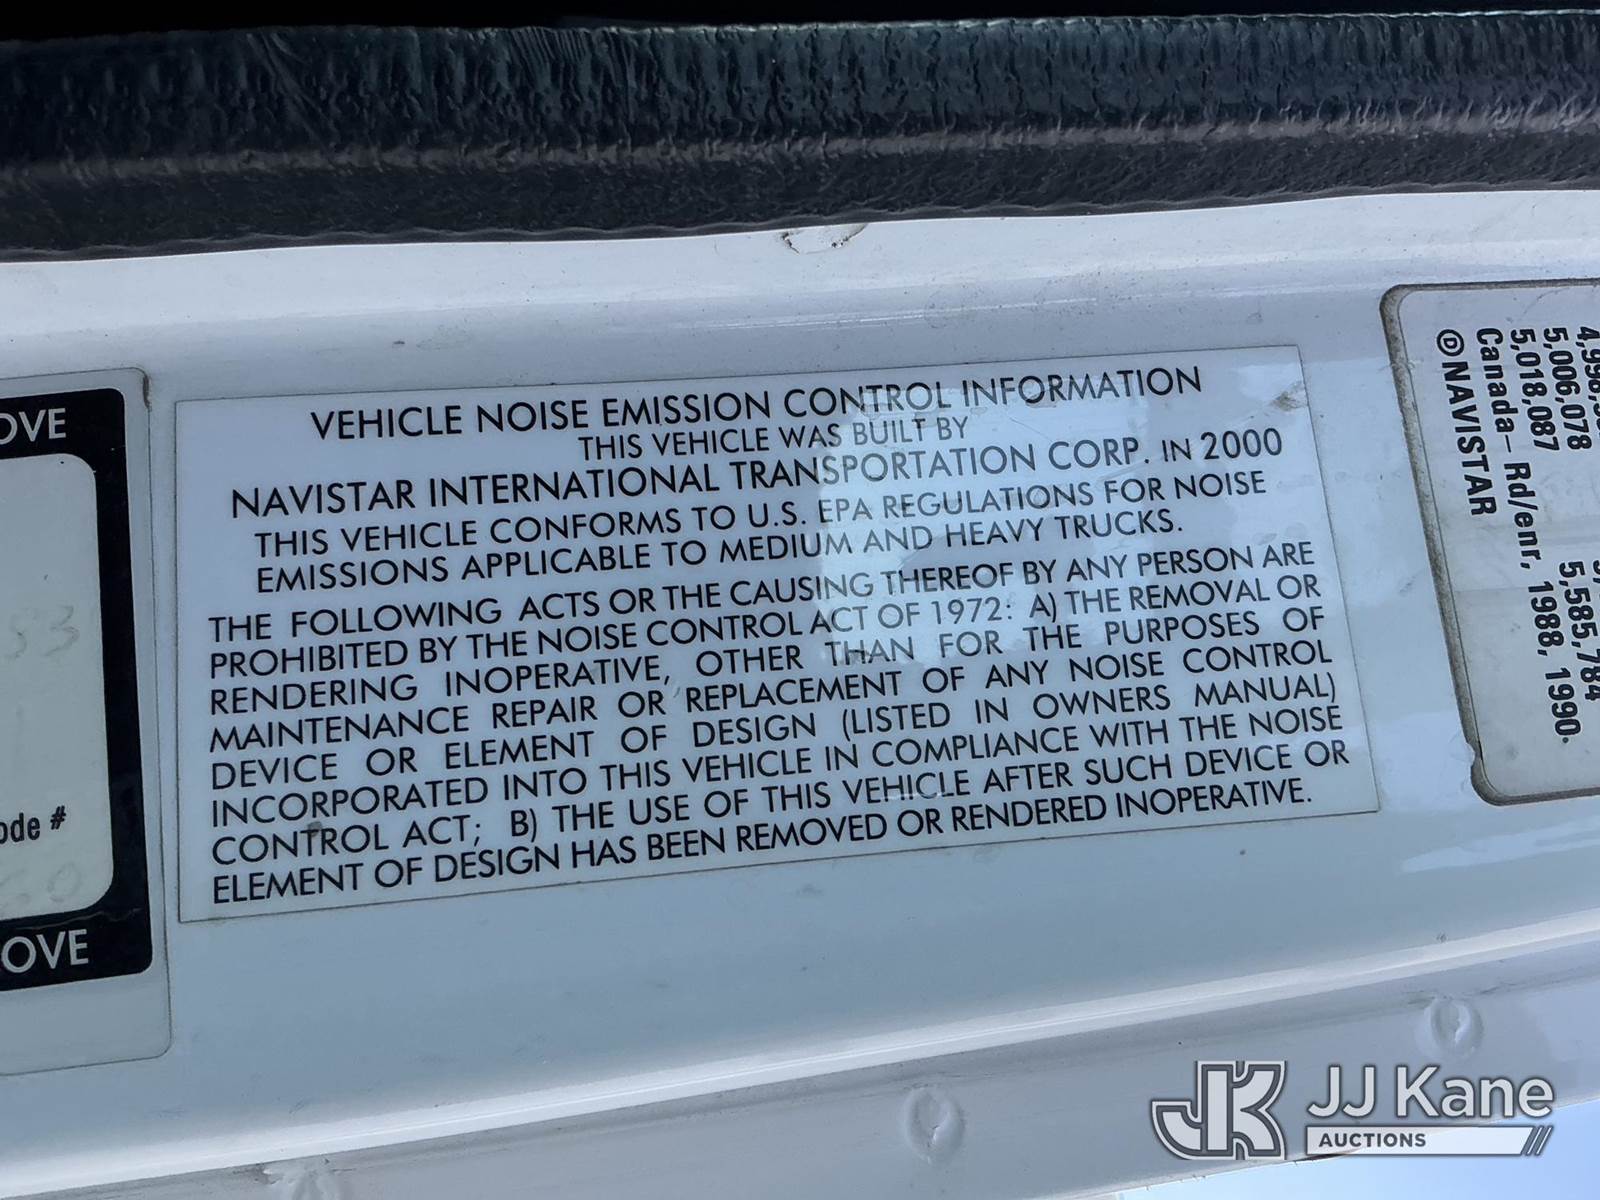 OVE
53
ode #
60
OVE
VEHICLE NOISE EMISSION CONTROL INFORMATION
THIS VEHICLE WAS BUILT BY
NAVISTAR INTERNATIONAL TRANSPORTATION CORP. IN 2000
THIS VEHICLE CONFORMS TO U.S. EPA REGULATIONS FOR NOISE
EMISSIONS APPLICABLE TO MEDIUM AND HEAVY TRUCKS.
THE FOLLOWING ACTS OR THE CAUSING THEREOF BY ANY PERSON ARE
PROHIBITED BY THE NOISE CONTROL ACT OF 1972: A) THE REMOVAL OR
RENDERING INOPERATIVE, OTHER THAN FOR THE PURPOSES OF
MAINTENANCE REPAIR OR REPLACEMENT OF ANY NOISE CONTROL
DEVICE OR ELEMENT OF DESIGN (LISTED IN OWNERS MANUAL)
INCORPORATED INTO THIS VEHICLE IN COMPLIANCE WITH THE NOISE
CONTROL ACT; B) THE USE OF THIS VEHICLE AFTER SUCH DEVICE OR
ELEMENT OF DESIGN HAS BEEN REMOVED OR RENDERED INOPERATIVE.
5,006,078
5,018,087 5,585,784
Canada– Rd/enr, 1988, 1990.
Ⓓ NAVISTAR
JK JJ Kane
AUCTIONS